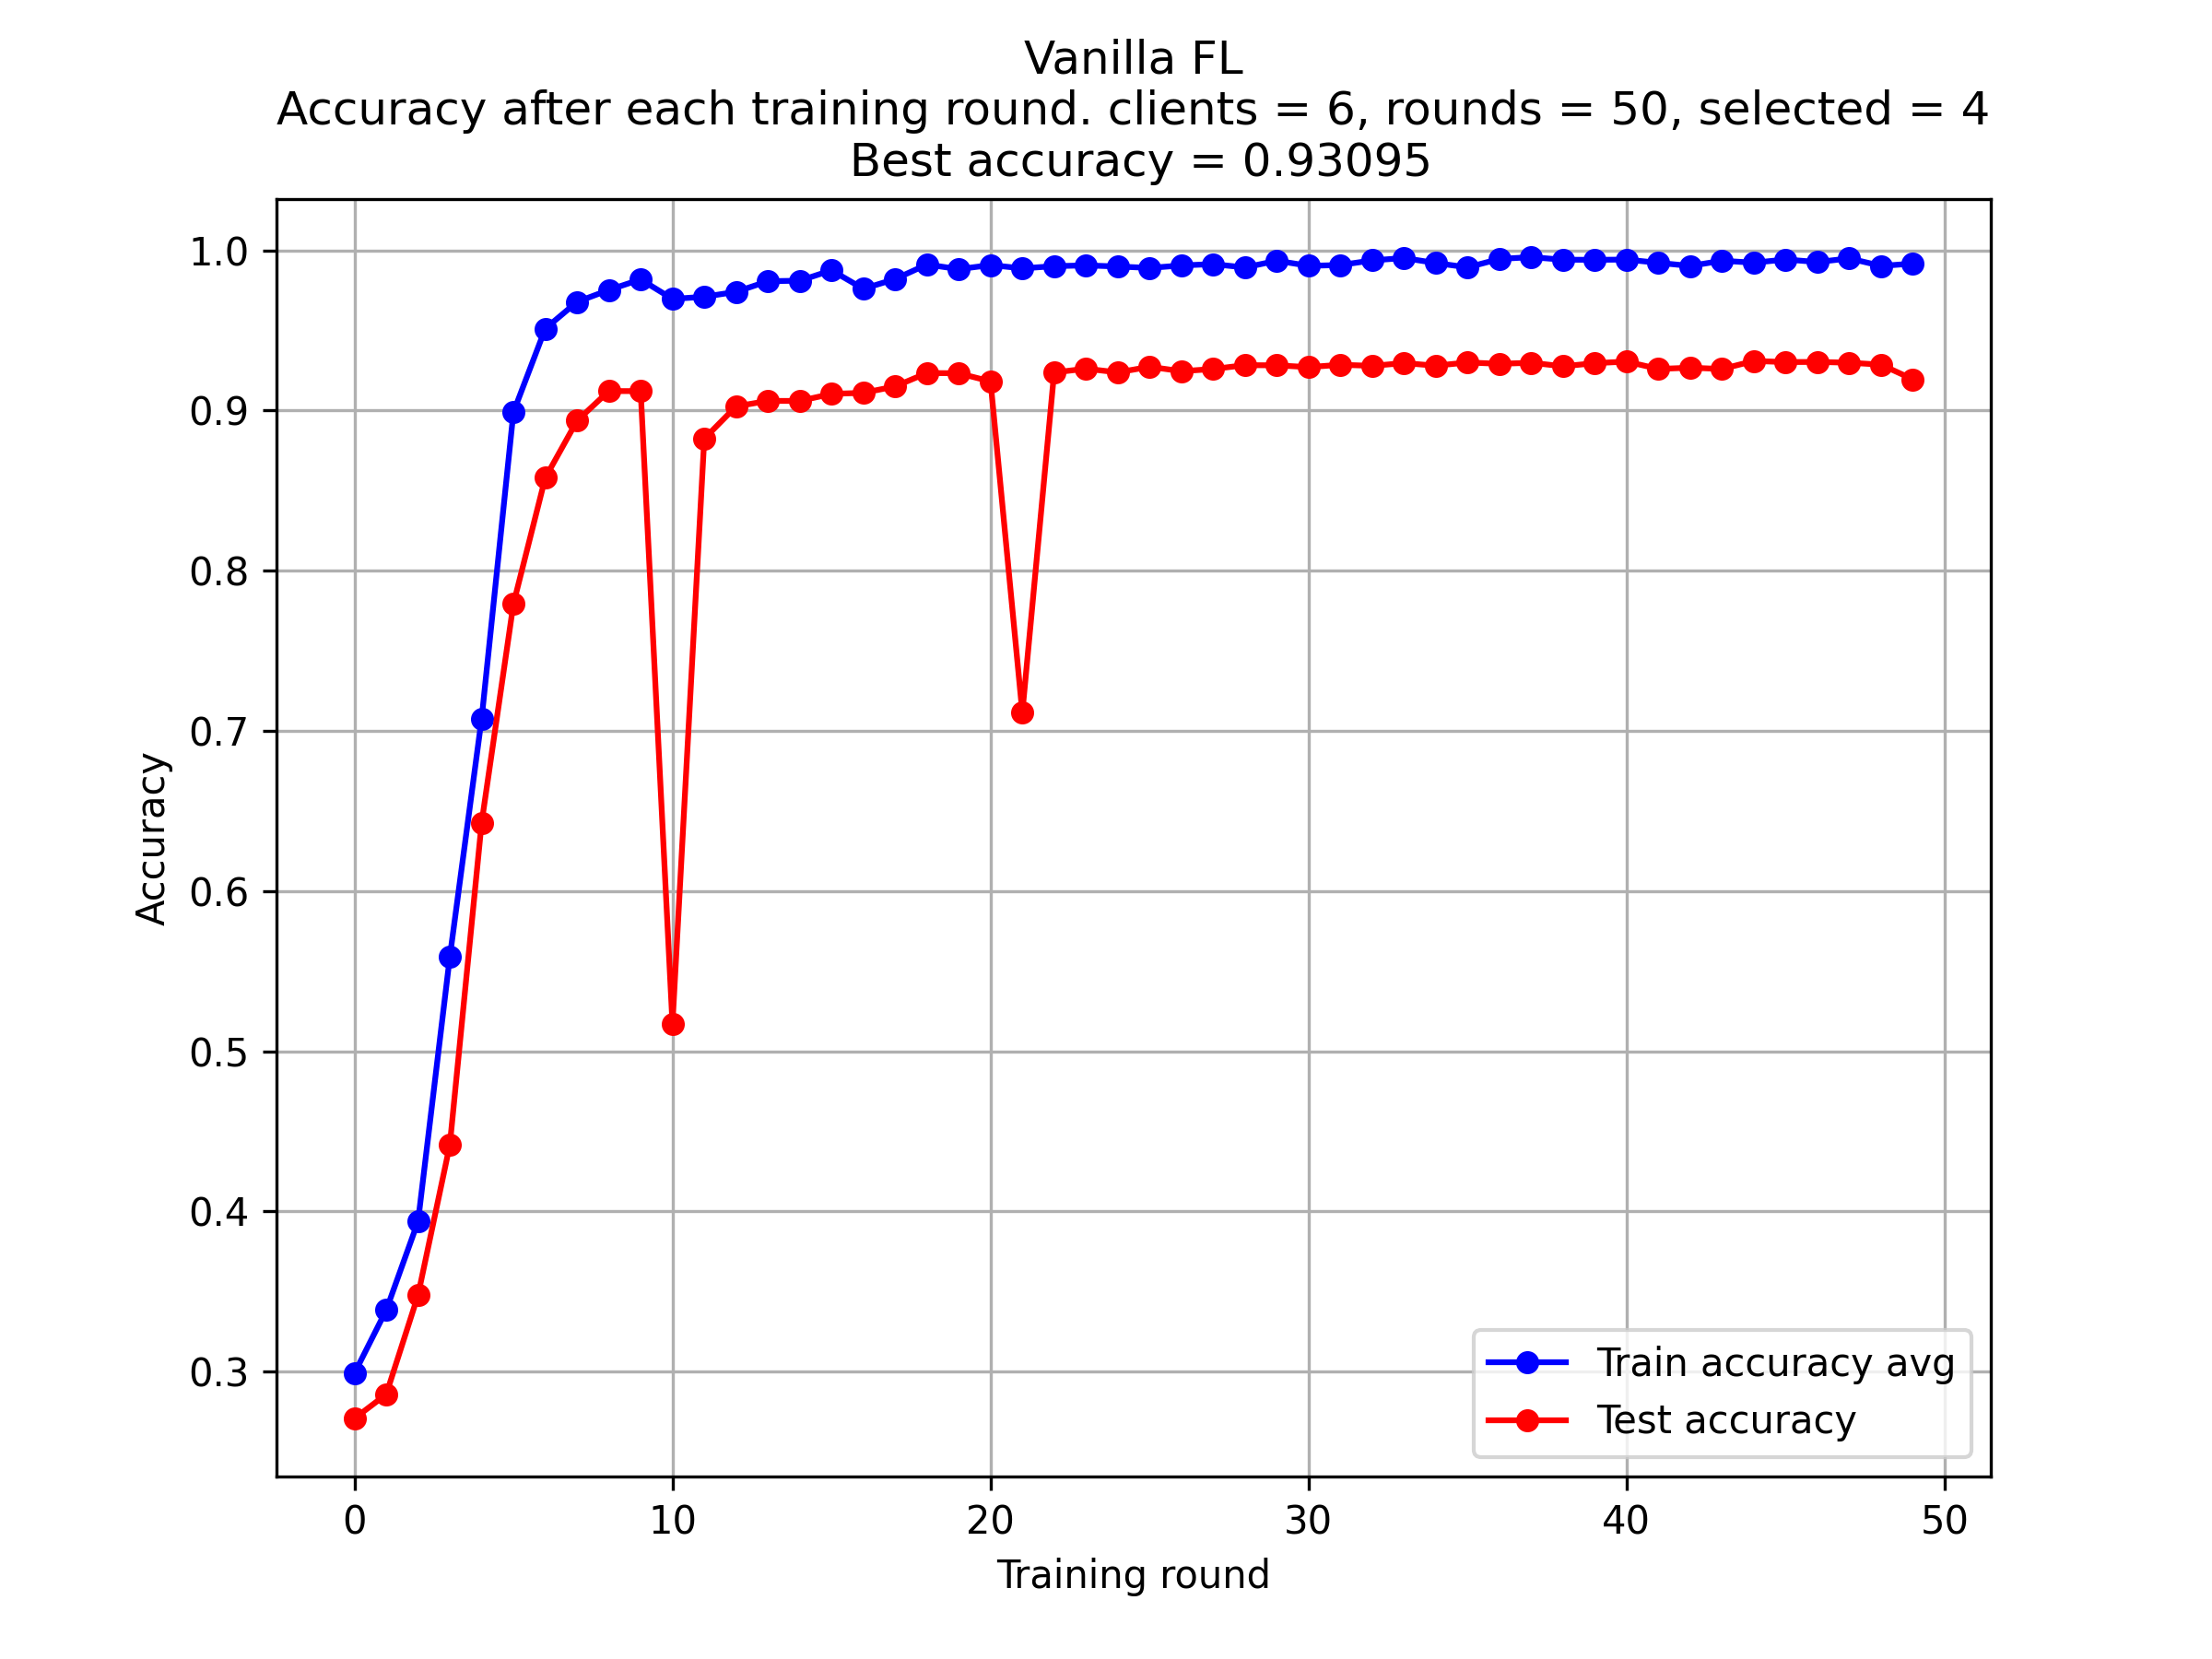 Vanilla FL
Accuracy after each training round. clients = 6, rounds = 50, selected = 4
Best accuracy = 0.93095
1.0
0.9
0.8
0.7
0.6
0.5
0.4
0.3
Accuracy
Train accuracy avg
Test accuracy
0 10 20 30 40 50
Training round